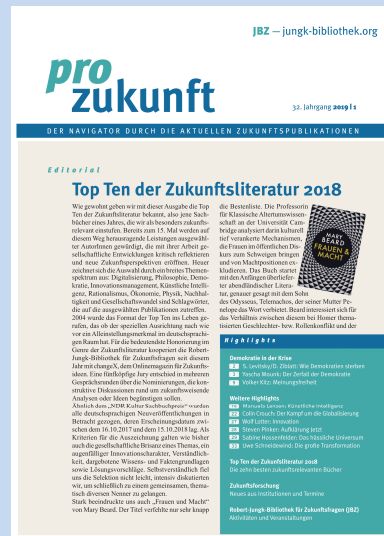 JBZ — jungk-bibliothek.org
pro
zukunft
32. Jahrgang 2019 | 1
DER NAVIGATOR DURCH DIE AKTUELLEN ZUKUNFTSPUBLIKATIONEN
Editorial
Top Ten der Zukunftsliteratur 2018
Wie gewohnt geben wir mit dieser Ausgabe die Top
Ten der Zukunftsliteratur bekannt, also jene Sach-
bücher eines Jahres, die wir als besonders zukunfts-
relevant einstufen. Bereits zum 15. Mal werden auf
diesem Weg herausragende Leistungen ausgewähl-
ter AutorInnen gewürdigt, die mit ihrer Arbeit ge-
sellschaftliche Entwicklungen kritisch reflektieren
und neue Zukunftsperspektiven eröffnen. Heuer
zeichnet sich die Auswahl durch ein breites Themen-
spektrum aus: Digitalisierung, Philosophie, Demo-
kratie, Innovationsmanagement, Künstliche Intelli-
genz, Rationalismus, Ökonomie, Physik, Nachhal-
tigkeit und Gesellschaftswandel sind Schlagwörter,
die auf die ausgewählten Publikationen zutreffen.
2004 wurde das Format der Top Ten ins Leben ge-
rufen, das ob der speziellen Ausrichtung nach wie
vor ein Alleinstellungsmerkmal im deutschsprachi-
gen Raum hat. Für die bedeutendste Honorierung im
Genre der Zukunftsliteratur kooperiert die Robert-
Jungk-Bibliothek für Zukunftsfragen seit diesem
Jahr mit changeX, dem Onlinemagazin für Zukunfts-
ideen. Eine fünfköpfige Jury entschied in mehreren
Gesprächsrunden über die Nominierungen, die kon-
struktive Diskussionen rund um zukunftsweisende
Analysen oder Ideen begünstigen sollen.
Ähnlich dem „NDR Kultur Sachbuchpreis“ wurden
alle deutschsprachigen Neuveröffentlichungen in
Betracht gezogen, deren Erscheinungsdatum zwi-
schen dem 16.10.2017 und dem 15.10.2018 lag. Als
Kriterien für die Auszeichnung galten wie bisher
auch die gesellschaftliche Brisanz eines Themas, ein
augenfälliger Innovationscharakter, Verständlich-
keit, dargebotene Wissens- und Faktengrundlagen
sowie Lösungsvorschläge. Selbstverständlich fiel
uns die Selektion nicht leicht, intensiv diskutierten
wir, um schließlich zu einem gemeinsamen, thema-
tisch diversen Nenner zu gelangen.
Stark beeindruckte uns auch „Frauen und Macht“
von Mary Beard. Der Titel verfehlte nur sehr knapp
die Bestenliste. Die Professorin
für Klassische Altertumswissen-
schaft an der Universität Cam-
bridge analysiert darin kulturell
tief verankerte Mechanismen,
die Frauen im öffentlichen Dis-
kurs zum Schweigen bringen
und von Machtpositionen ex-
kludieren. Das Buch startet
mit den Anfängen überliefer-
ter abendländischer Litera-
tur, genauer gesagt mit dem Sohn
des Odysseus, Telemachos, der seiner Mutter Pe-
nelope das Wort verbietet. Beard interessiert sich für
das Verhältnis zwischen diesem bei Homer thema-
tisierten Geschlechter- bzw. Rollenkonflikt und der
MARY
BEARD
FRAUEN &
MACHT
Highlights
Demokratie in der Krise
2 S. Levitsky/D. Ziblatt: Wie Demokratien sterben
3 Yascha Mounk: Der Zerfall der Demokratie
9 Volker Kitz: Meinungsfreiheit
Weitere Highlights
16 Manuela Lenzen: Künstliche Intelligenz
22 Colin Crouch: Der Kampf um die Globalisierung
27 Wolf Lotter: Innovation
28 Steven Pinker: Aufklärung jetzt
29 Sabine Hossenfelder: Das hässliche Universum
33 Uwe Schneidewind: Die große Transformation
Top Ten der Zukunftsliteratur 2018
Die zehn besten zukunftsrelevanten Bücher
Zukunftsforschung
Neues aus Institutionen und Termine
Robert-Jungk-Bibliothek für Zukunftsfragen (JBZ)
Aktivitäten und Veranstaltungen